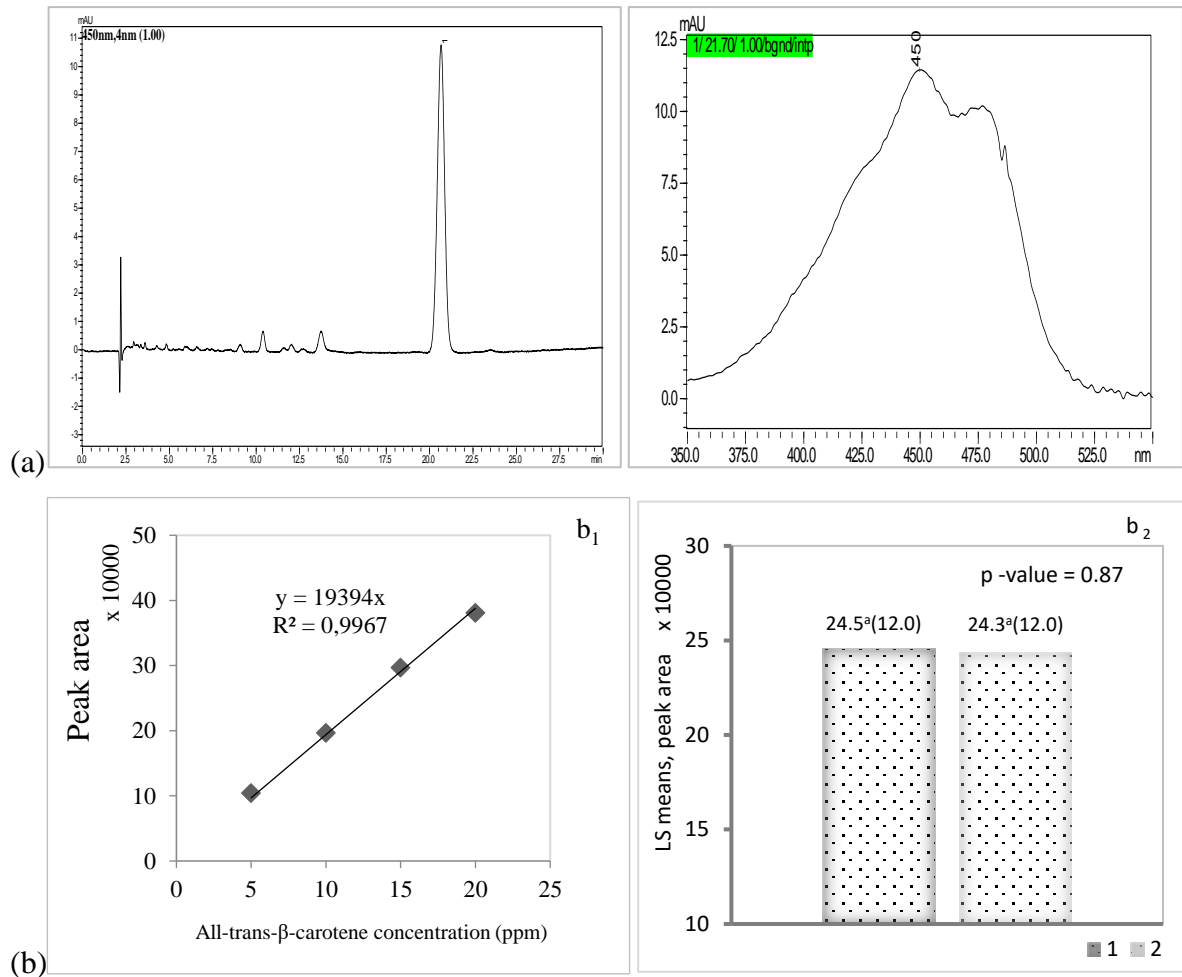 mAU
450nm,4nm (1.00)
1
11
10
9
8
7
6
5
4
3
2
1
0
-1
-2
-3
0.0 2.5 5.0 7.5 10.0 12.5 15.0 17.5 20.0 22.5 25.0 27.5 min
mAU
1/ 21.70/ 1.00/bgnd/intp
450
12.5
10.0
7.5
5.0
2.5
0.0
350.0 375.0 400.0 425.0 450.0 475.0 500.0 525.0 nm
(a)
b1
Peak area
x 10000
50
40
30
20
10
0
y = 19394x
R² = 0,9967
0 5 10 15 20 25
All-trans-β-carotene concentration (ppm)
b 2
LS means, peak area x 10000
30
25
20
15
10
p -value = 0.87
24.5ᵃ(12.0) 24.3ᵃ(12.0)
1 2
(b)